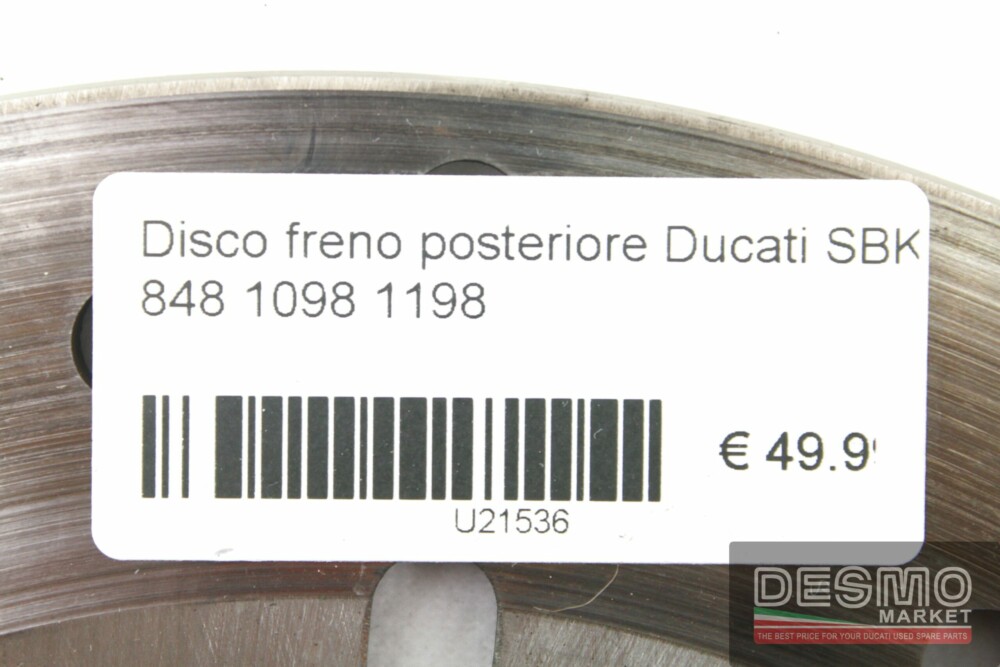 Disco freno posteriore Ducati SBK
848 1098 1198
€ 49.9
U21536
DESMO
MARKET
THE BEST PRICE FOR YOUR DUCATI USED SPARE PARTS